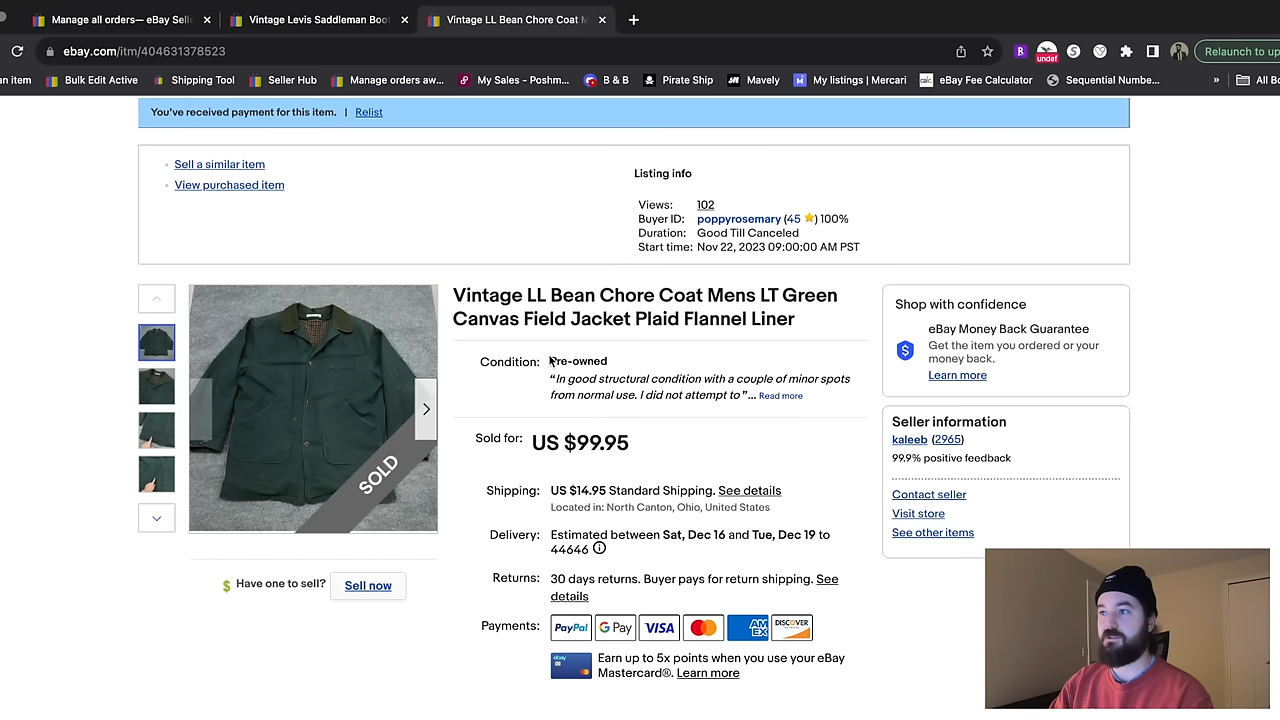 Manage all orders— eBay Sell
Vintage Levis Saddleman Boot
Vintage LL Bean Chore Coat M
ebay.com/itm/404631378523
R
undef
Relaunch to up
an item
Bulk Edit Active
Shipping Tool
Seller Hub
Manage orders aw...
My Sales - Poshm...
B & B
Pirate Ship
Mavely
My listings | Mercari
eBay Fee Calculator
Sequential Numbe...
»
All Bo
You've received payment for this item. | Relist
Sell a similar item
View purchased item
Listing info
Views: 102
Buyer ID: poppyrosemary (45 ) 100%
Duration: Good Till Canceled
Start time: Nov 22, 2023 09:00:00 AM PST
Vintage LL Bean Chore Coat Mens LT Green
Canvas Field Jacket Plaid Flannel Liner
Condition: Pre-owned
“In good structural condition with a couple of minor spots
from normal use. I did not attempt to”... Read more
Sold for: US $99.95
Shipping: US $14.95 Standard Shipping. See details
Located in: North Canton, Ohio, United States
Delivery: Estimated between Sat, Dec 16 and Tue, Dec 19 to
44646
Returns: 30 days returns. Buyer pays for return shipping. See
details
Payments: PayPal G Pay VISA AM EX DISCOVER
Earn up to 5x points when you use your eBay
Mastercard®. Learn more
SOLD
Have one to sell? Sell now
Shop with confidence
eBay Money Back Guarantee
Get the item you ordered or your
money back.
Learn more
Seller information
kaleeb (2965)
99.9% positive feedback
Contact seller
Visit store
See other items